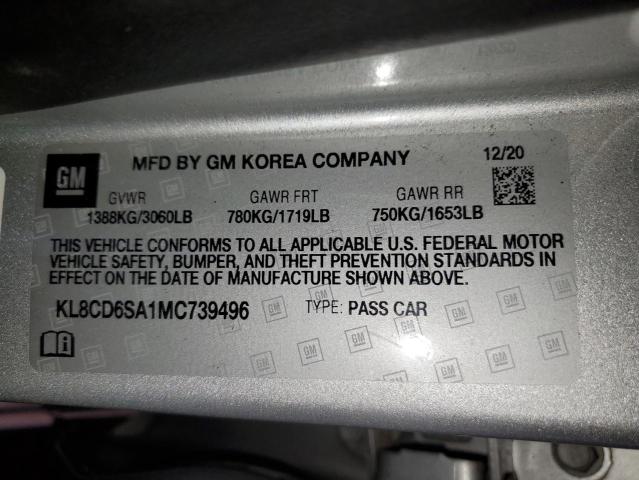 GM
MFD BY GM KOREA COMPANY 12/20
GVWR GAWR FRT GAWR RR
1388KG/3060LB 780KG/1719LB 750KG/1653LB
THIS VEHICLE CONFORMS TO ALL APPLICABLE U.S. FEDERAL MOTOR
VEHICLE SAFETY, BUMPER, AND THEFT PREVENTION STANDARDS IN
EFFECT ON THE DATE OF MANUFACTURE SHOWN ABOVE.
KL8CD6SA1MC739496 TYPE: PASS CAR